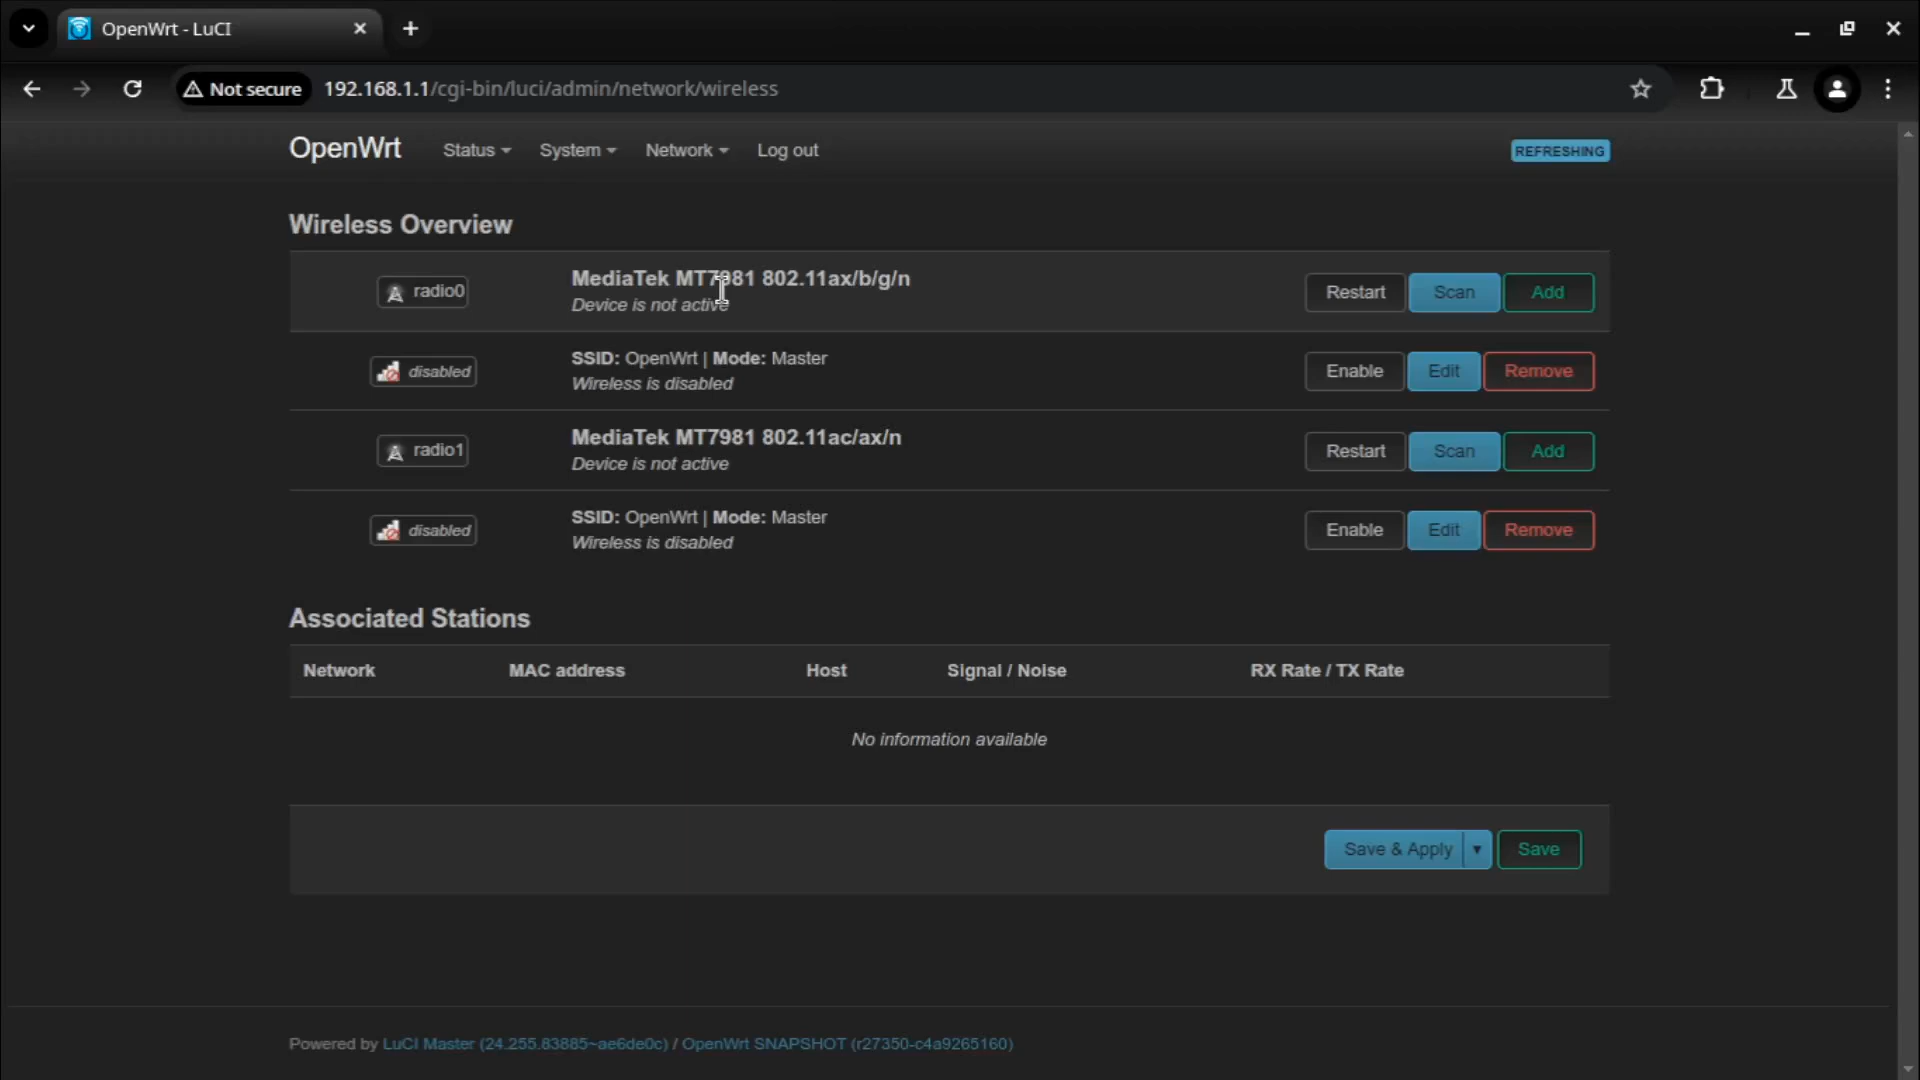 OpenWrt - LuCI
Not secure 192.168.1.1/cgi-bin/luci/admin/network/wireless
OpenWrt Status System Network Log out REFRESHING
Wireless Overview
radio0 MediaTek MT7981 802.11ax/b/g/n Restart Scan Add
Device is not active
disabled SSID: OpenWrt | Mode: Master Enable Edit Remove
Wireless is disabled
radio1 MediaTek MT7981 802.11ac/ax/n Restart Scan Add
Device is not active
disabled SSID: OpenWrt | Mode: Master Enable Edit Remove
Wireless is disabled
Associated Stations
Network MAC address Host Signal / Noise RX Rate / TX Rate
No information available
Save & Apply Save
Powered by LuCI Master (24.255.83885~ae6de0c) / OpenWrt SNAPSHOT (r27350-c4a9265160)